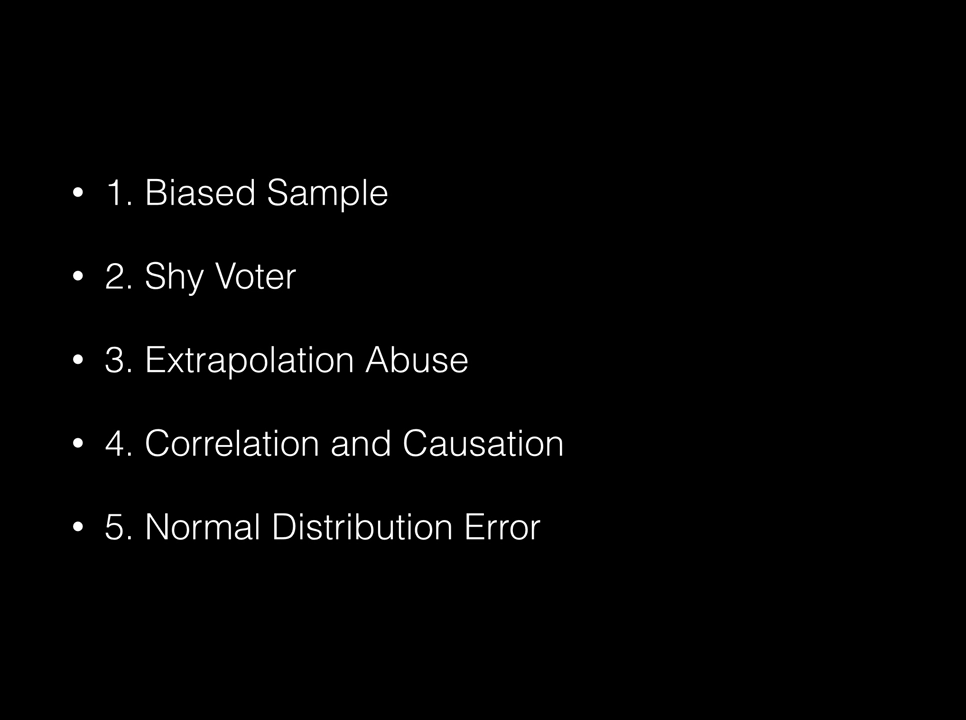 • 1. Biased Sample
• 2. Shy Voter
• 3. Extrapolation Abuse
• 4. Correlation and Causation
• 5. Normal Distribution Error